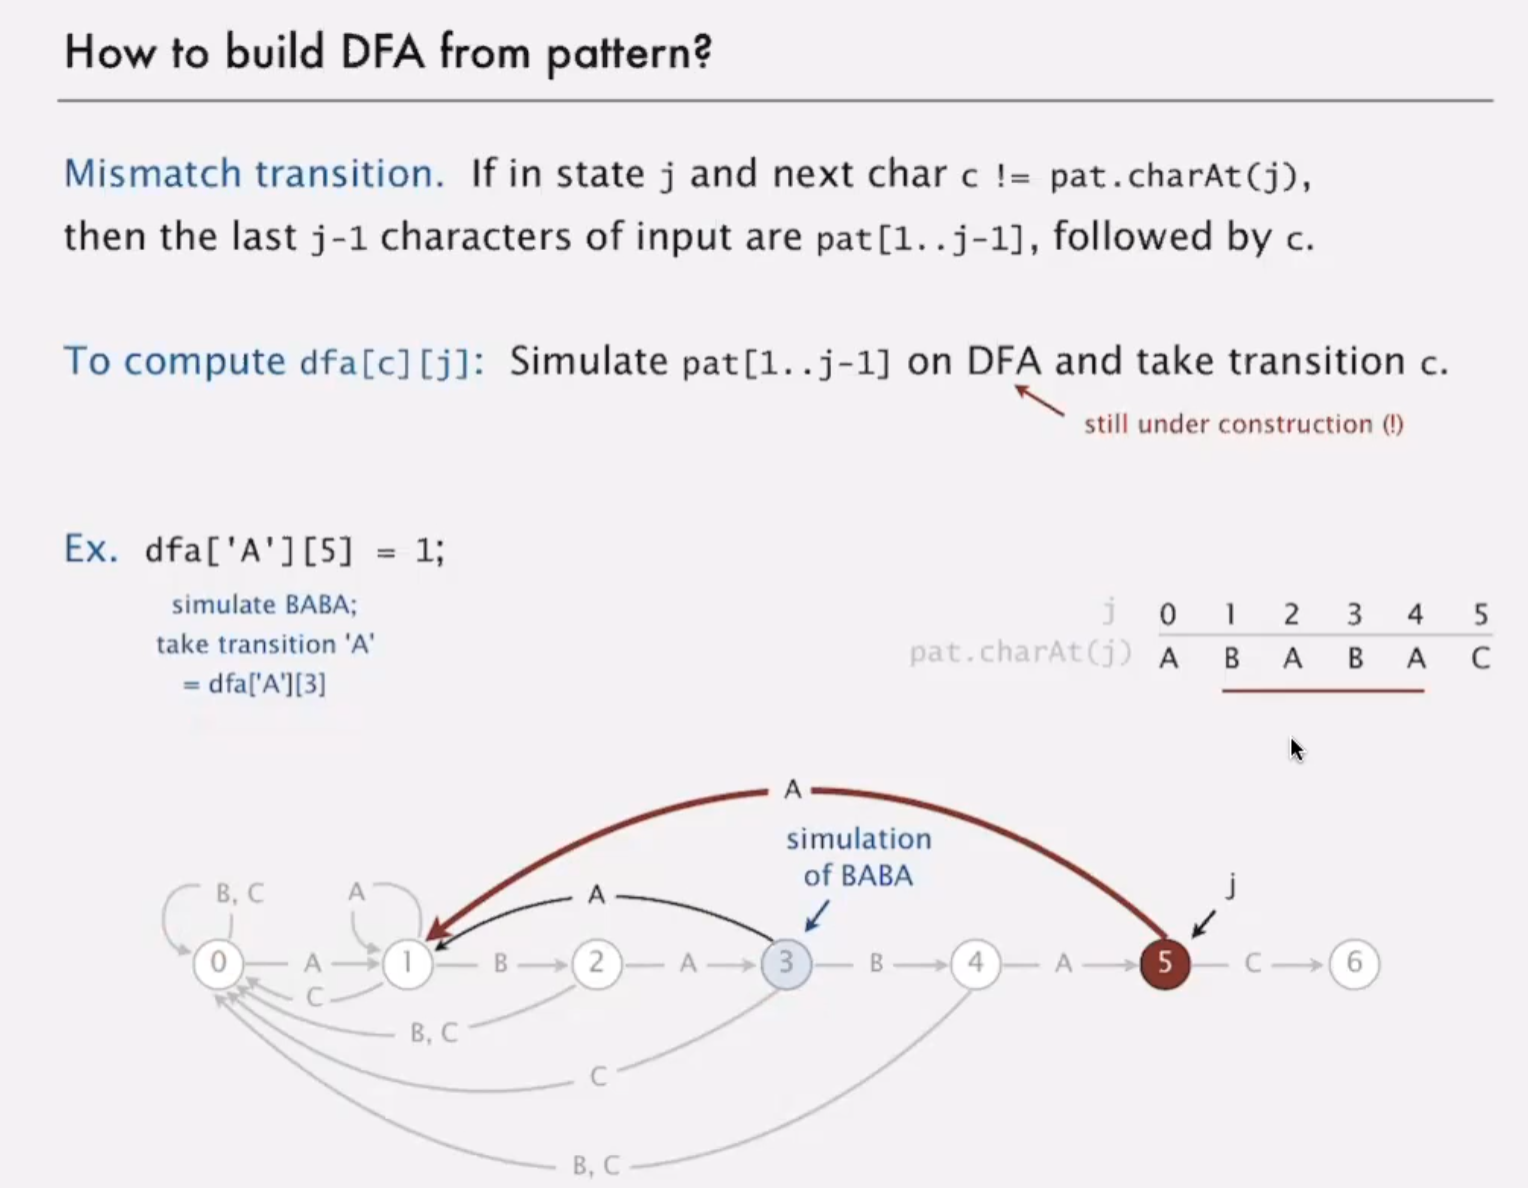 How to build DFA from pattern?
Mismatch transition. If in state j and next char c != pat.charAt(j),
then the last j-1 characters of input are pat[1..j-1], followed by c.
To compute dfa[c][j]: Simulate pat[1..j-1] on DFA and take transition c.
still under construction (!)
Ex. dfa['A'][5] = 1;
simulate BABA;
take transition 'A'
= dfa['A'][3]
j 0 1 2 3 4 5
pat.charAt(j) A B A B A C
A
simulation
of BABA
j
B, C
A
A
0 A 1 B 2 A 3 B 4 A 5 C 6
C
B, C
C
B, C